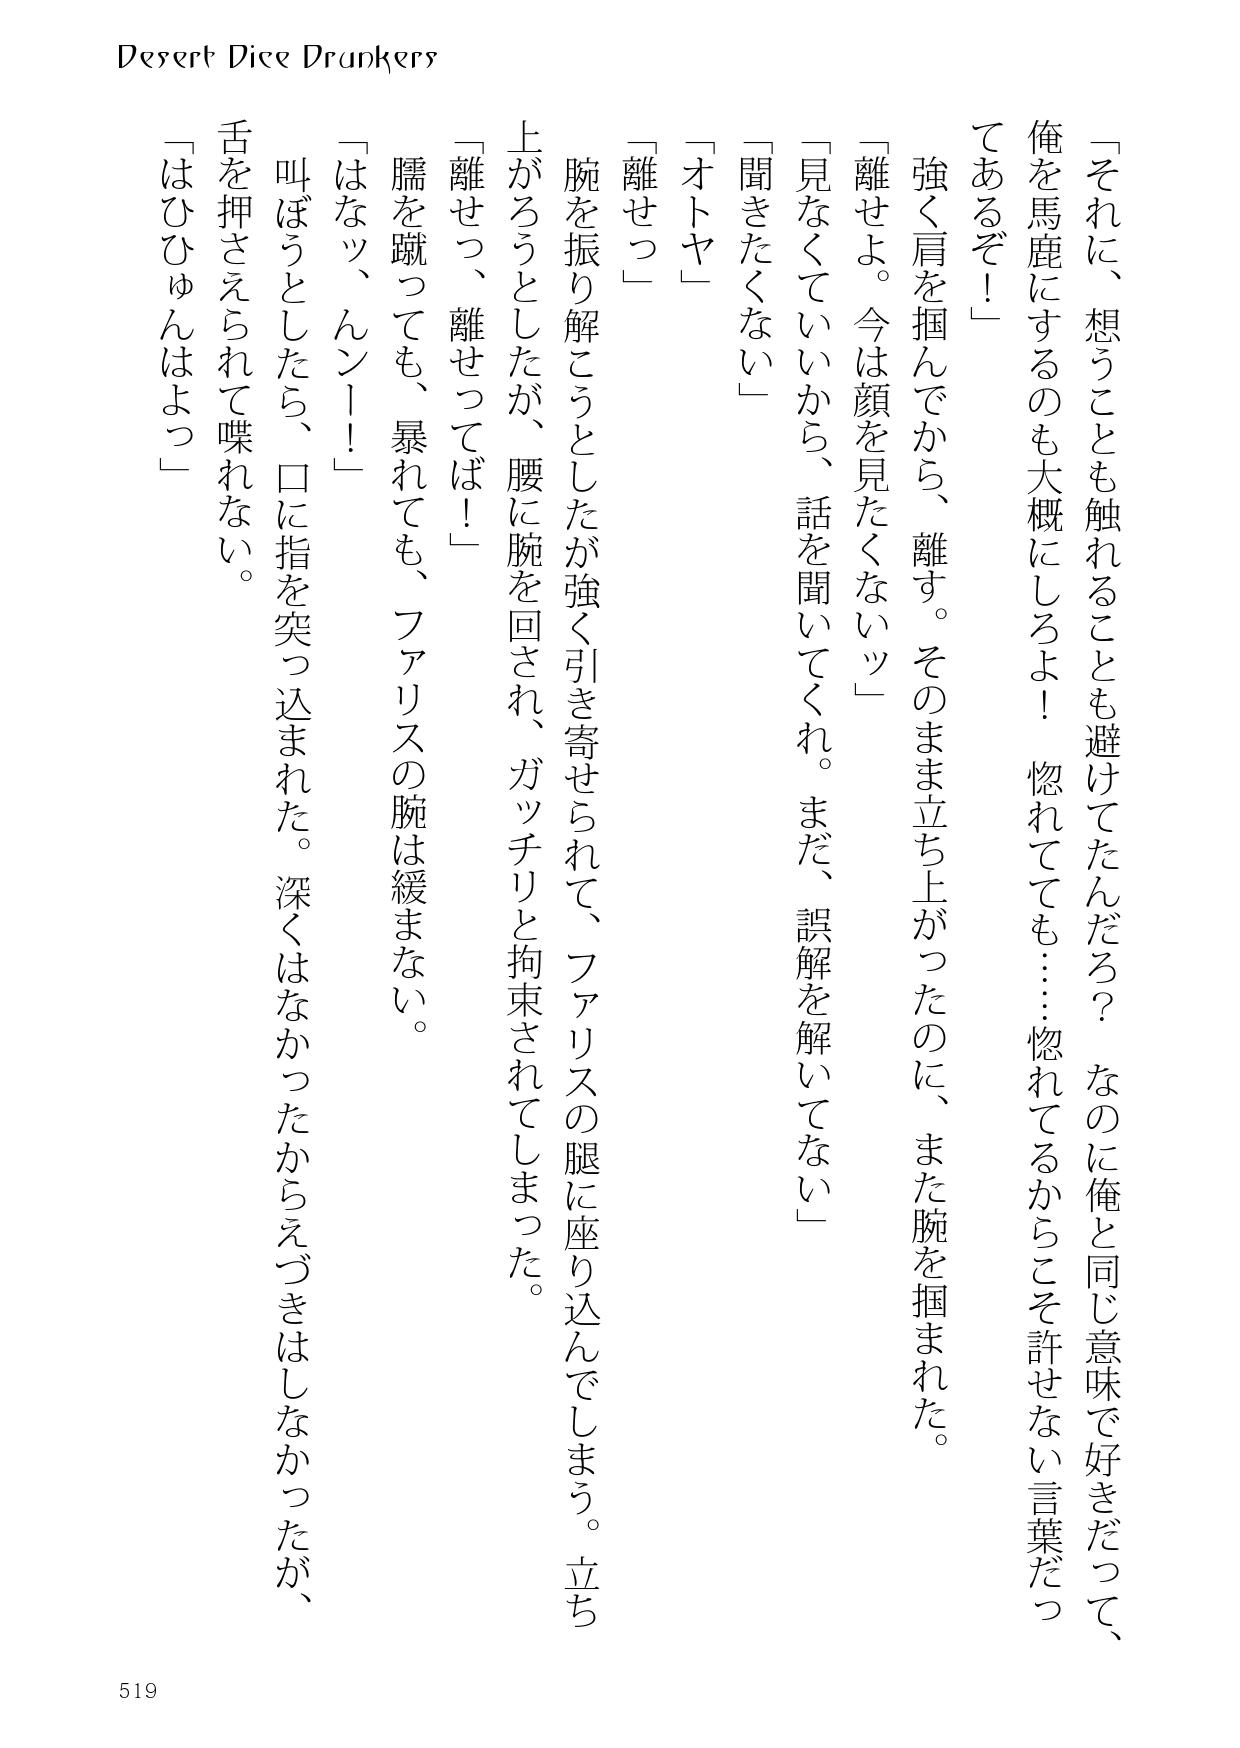 Desert Dice Drunkers
「それに、想うことも触れることも避けてたんだろ？　なのに俺と同じ意味で好きだって、
俺を馬鹿にするのも大概にしろよ！　惚れてても……惚れてるからこそ許せない言葉だっ
てあるぞ！」
　強く肩を掴んでから、離す。そのまま立ち上がったのに、また腕を掴まれた。
「離せよ。今は顔を見たくないッ」
「見なくていいから、話を聞いてくれ。まだ、誤解を解いてない」
「聞きたくない」
「オトヤ」
「離せっ」
　腕を振り解こうとしたが強く引き寄せられて、ファリスの腿に座り込んでしまう。立ち
上がろうとしたが、腰に腕を回され、ガッチリと拘束されてしまった。
「離せっ、離せってば！」
　臑を蹴っても、暴れても、ファリスの腕は緩まない。
「はなッ、んンー！」
　叫ぼうとしたら、口に指を突っ込まれた。深くはなかったからえづきはしなかったが、
舌を押さえられて喋れない。
「はひひゅんはよっ」
519